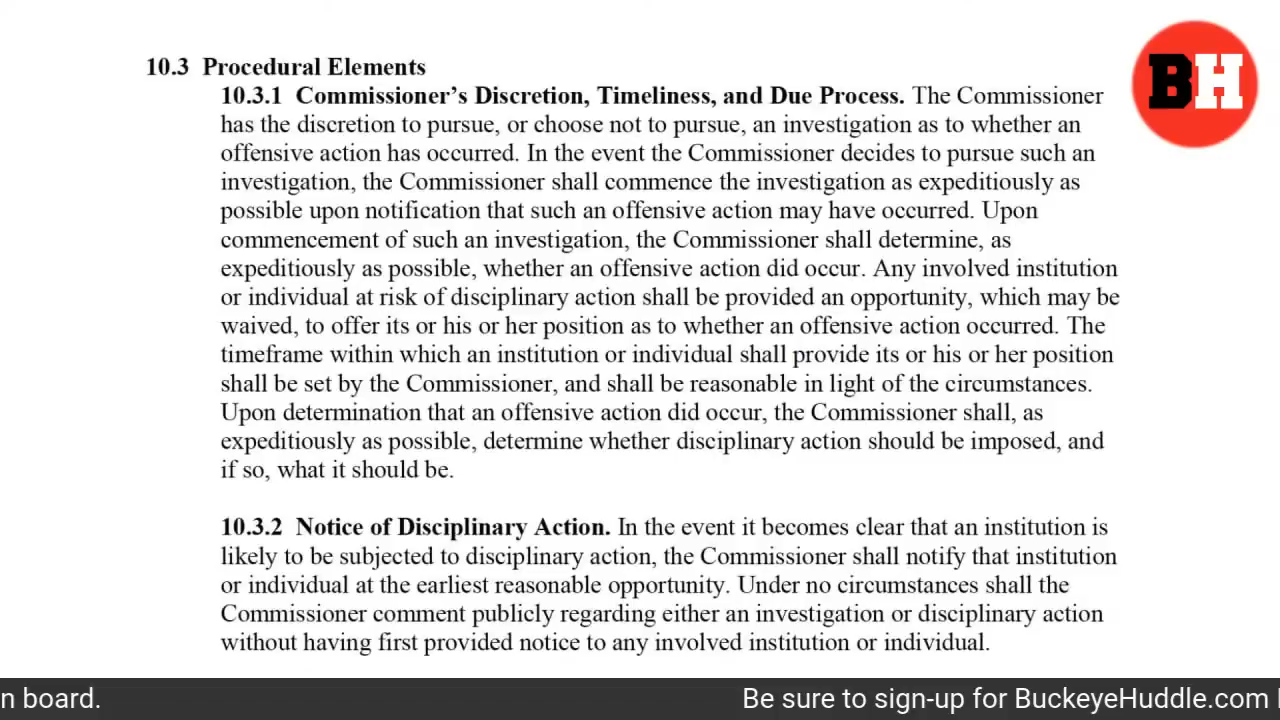 10.3 Procedural Elements
10.3.1 Commissioner's Discretion, Timeliness, and Due Process. The Commissioner
has the discretion to pursue, or choose not to pursue, an investigation as to whether an
offensive action has occurred. In the event the Commissioner decides to pursue such an
investigation, the Commissioner shall commence the investigation as expeditiously as
possible upon notification that such an offensive action may have occurred. Upon
commencement of such an investigation, the Commissioner shall determine, as
expeditiously as possible, whether an offensive action did occur. Any involved institution
or individual at risk of disciplinary action shall be provided an opportunity, which may be
waived, to offer its or his or her position as to whether an offensive action occurred. The
timeframe within which an institution or individual shall provide its or his or her position
shall be set by the Commissioner, and shall be reasonable in light of the circumstances.
Upon determination that an offensive action did occur, the Commissioner shall, as
expeditiously as possible, determine whether disciplinary action should be imposed, and
if so, what it should be.
10.3.2 Notice of Disciplinary Action. In the event it becomes clear that an institution is
likely to be subjected to disciplinary action, the Commissioner shall notify that institution
or individual at the earliest reasonable opportunity. Under no circumstances shall the
Commissioner comment publicly regarding either an investigation or disciplinary action
without having first provided notice to any involved institution or individual.
BH
n board. Be sure to sign-up for BuckeyeHuddle.com